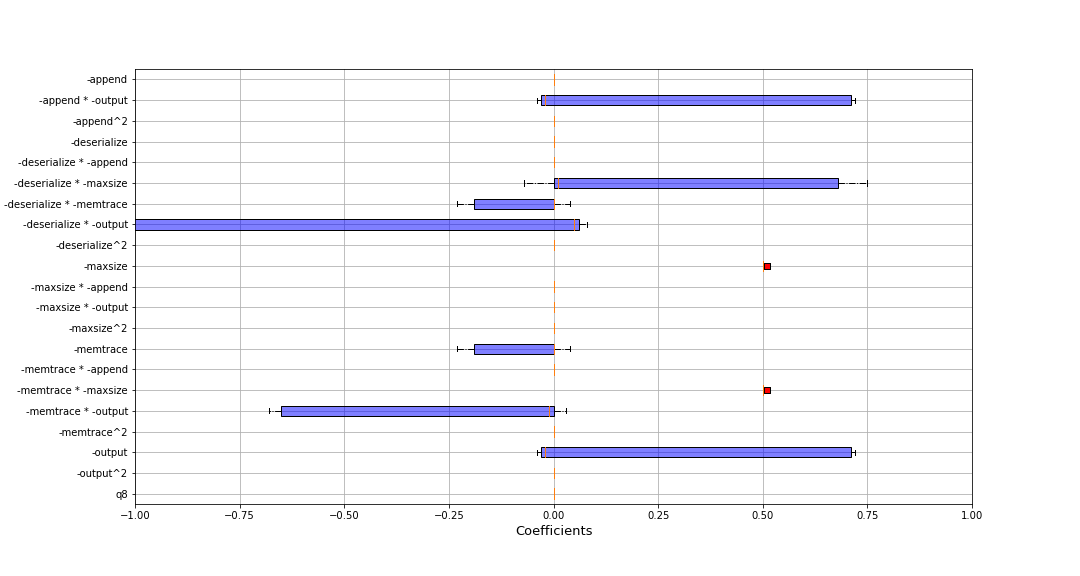 -append
-append * -output
-append^2
-deserialize
-deserialize * -append
-deserialize * -maxsize
-deserialize * -memtrace
-deserialize * -output
-deserialize^2
-maxsize
-maxsize * -append
-maxsize * -output
-maxsize^2
-memtrace
-memtrace * -append
-memtrace * -maxsize
-memtrace * -output
-memtrace^2
-output
-output^2
q8
−1.00 −0.75 −0.50 −0.25 0.00 0.25 0.50 0.75 1.00
Coefficients